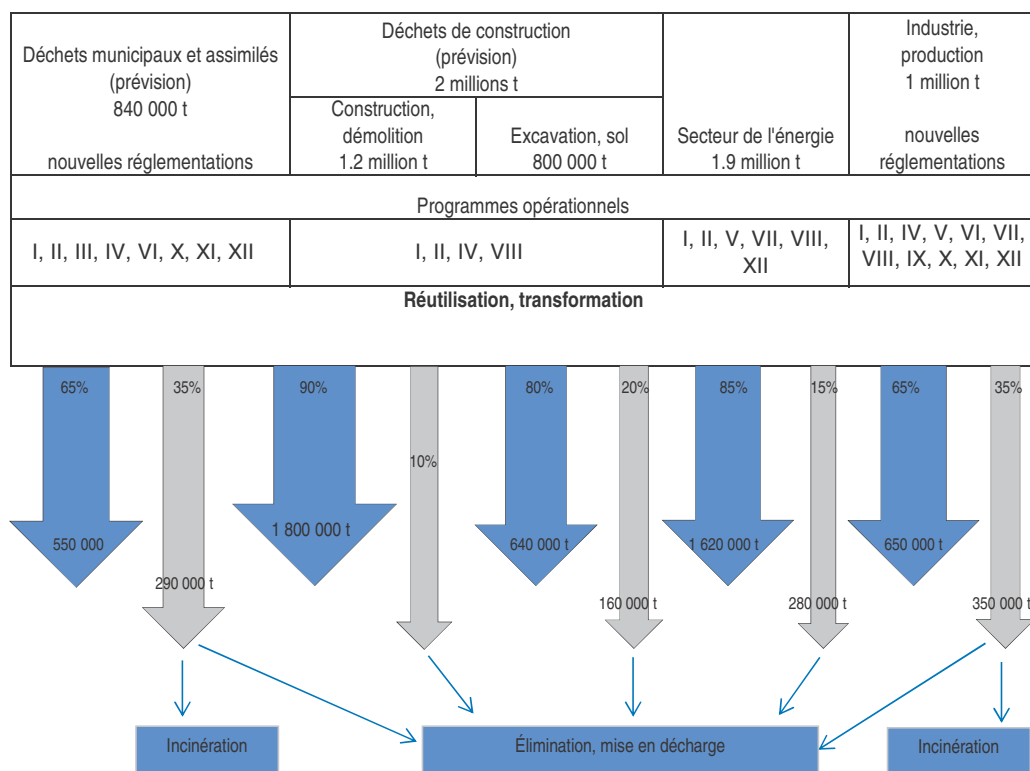 Déchets municipaux et assimilés
(prévision)
840 000 t
nouvelles réglementations
Déchets de construction
(prévision)
2 millions t
Construction,
démolition
1.2 million t
Excavation, sol
800 000 t
Secteur de l'énergie
1.9 million t
Industrie,
production
1 million t
nouvelles
réglementations
Programmes opérationnels
I, II, III, IV, VI, X, XI, XII
I, II, IV, VIII
I, II, V, VII, VIII,
XII
I, II, IV, V, VI, VII,
VIII, IX, X, XI, XII
Réutilisation, transformation
65%
35%
90%
10%
80%
20%
85%
15%
65%
35%
550 000
290 000 t
1 800 000 t
640 000 t
160 000 t
1 620 000 t
280 000 t
650 000 t
350 000 t
Incinération
Élimination, mise en décharge
Incinération